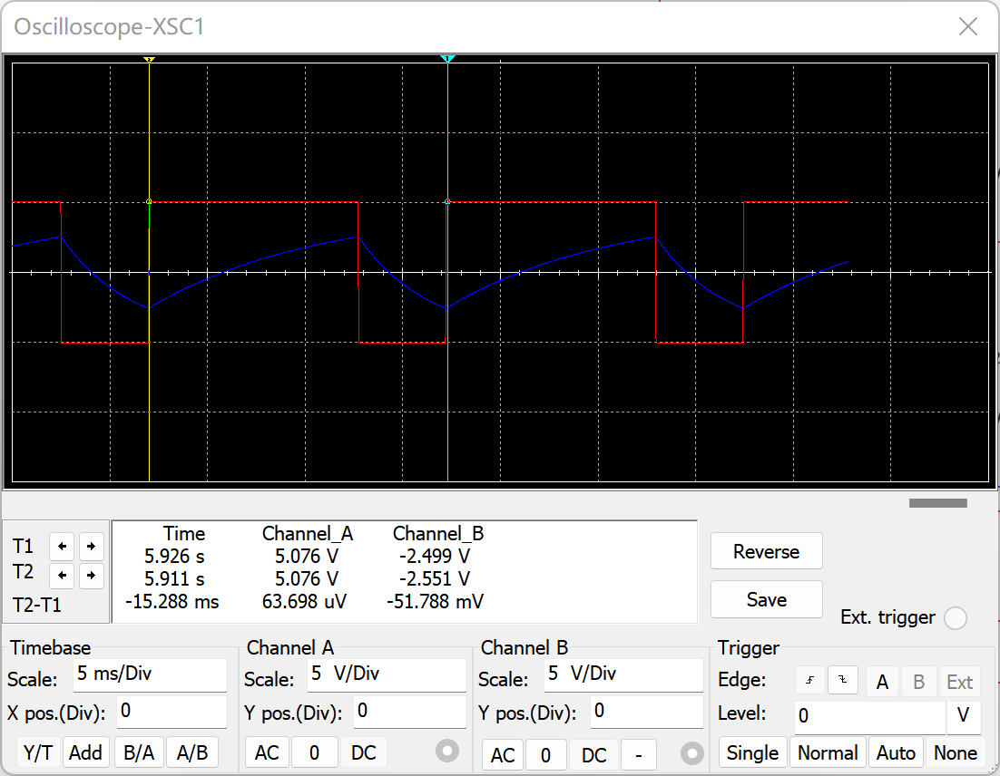 Oscilloscope-XSC1
Time Channel_A Channel_B
T1 5.926 s 5.076 V -2.499 V
T2 5.911 s 5.076 V -2.551 V
T2-T1 -15.288 ms 63.698 uV -51.788 mV
Reverse
Save
Ext. trigger
Timebase
Scale: 5 ms/Div
X pos.(Div): 0
Y/T Add B/A A/B
Channel A
Scale: 5 V/Div
Y pos.(Div): 0
AC 0 DC
Channel B
Scale: 5 V/Div
Y pos.(Div): 0
AC 0 DC -
Trigger
Edge: A B Ext
Level: 0 V
Single Normal Auto None